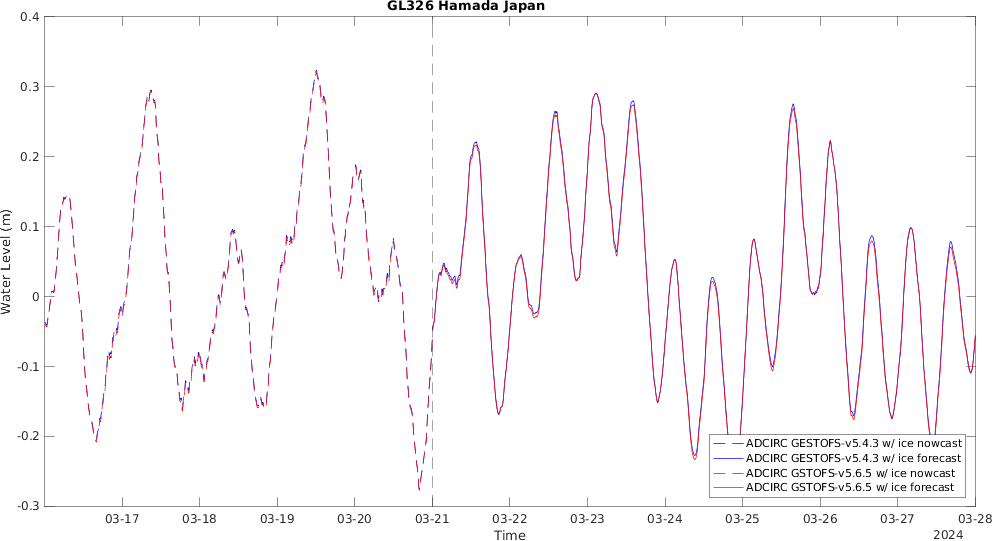 GL326 Hamada Japan
0.4
0.3
0.2
0.1
0
-0.1
-0.2
-0.3
Water Level (m)
ADCIRC GESTOFS-v5.4.3 w/ ice nowcast
ADCIRC GESTOFS-v5.4.3 w/ ice forecast
ADCIRC GSTOFS-v5.6.5 w/ ice nowcast
ADCIRC GSTOFS-v5.6.5 w/ ice forecast
03-17 03-18 03-19 03-20 03-21 03-22 03-23 03-24 03-25 03-26 03-27 03-28
Time
2024